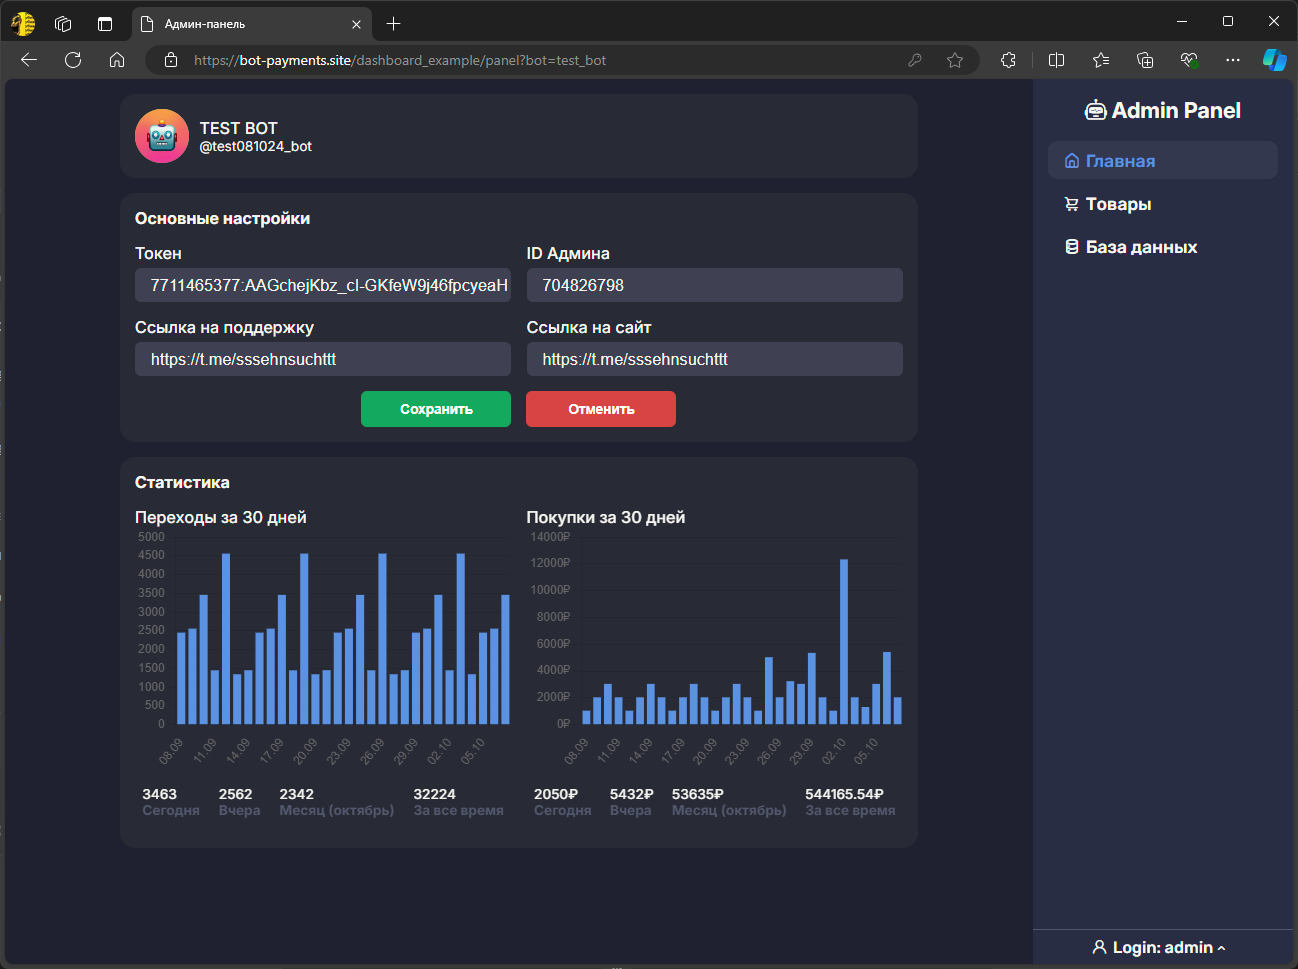 Админ-панель
https://bot-payments.site/dashboard_example/panel?bot=test_bot
TEST BOT
@test081024_bot
Основные настройки
Токен
7711465377:AAGchejKbz_cl-GKfeW9j46fpcyeaH
ID Админа
704826798
Ссылка на поддержку
https://t.me/sssehnsuchttt
Ссылка на сайт
https://t.me/sssehnsuchttt
Сохранить
Отменить
Статистика
Переходы за 30 дней
5000
4500
4000
3500
3000
2500
2000
1500
1000
500
0
08.09 11.09 14.09 17.09 20.09 23.09 26.09 29.09 02.10 05.10
3463 2562 2342 32224
Сегодня Вчера Месяц (октябрь) За все время
Покупки за 30 дней
14000₽
12000₽
10000₽
8000₽
6000₽
4000₽
2000₽
0₽
08.09 11.09 14.09 17.09 20.09 23.09 26.09 29.09 02.10 05.10
2050₽ 5432₽ 53635₽ 544165.54₽
Сегодня Вчера Месяц (октябрь) За все время
Admin Panel
Главная
Товары
База данных
Login: admin